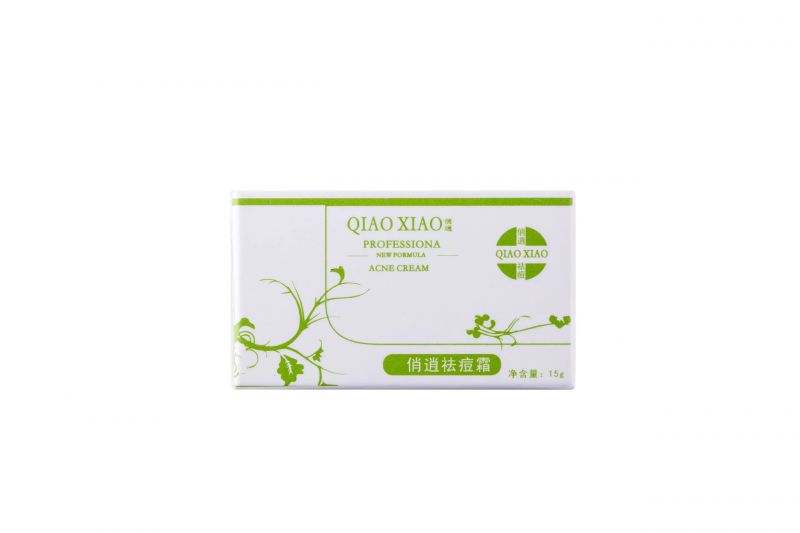 QIAO XIAO 俏逍
PROFESSIONA
NEW FORMULA
ACNE CREAM
俏逍
QIAO XIAO
祛痘
俏逍祛痘霜
净含量：15g